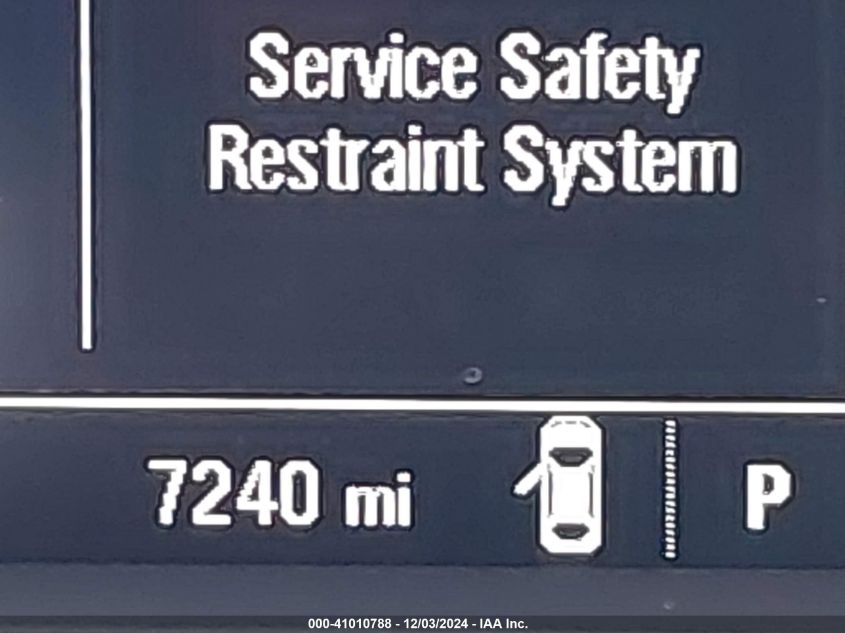 Service Safety
Restraint System
7240 mi
P
000-41010788 - 12/03/2024 - IAA Inc.